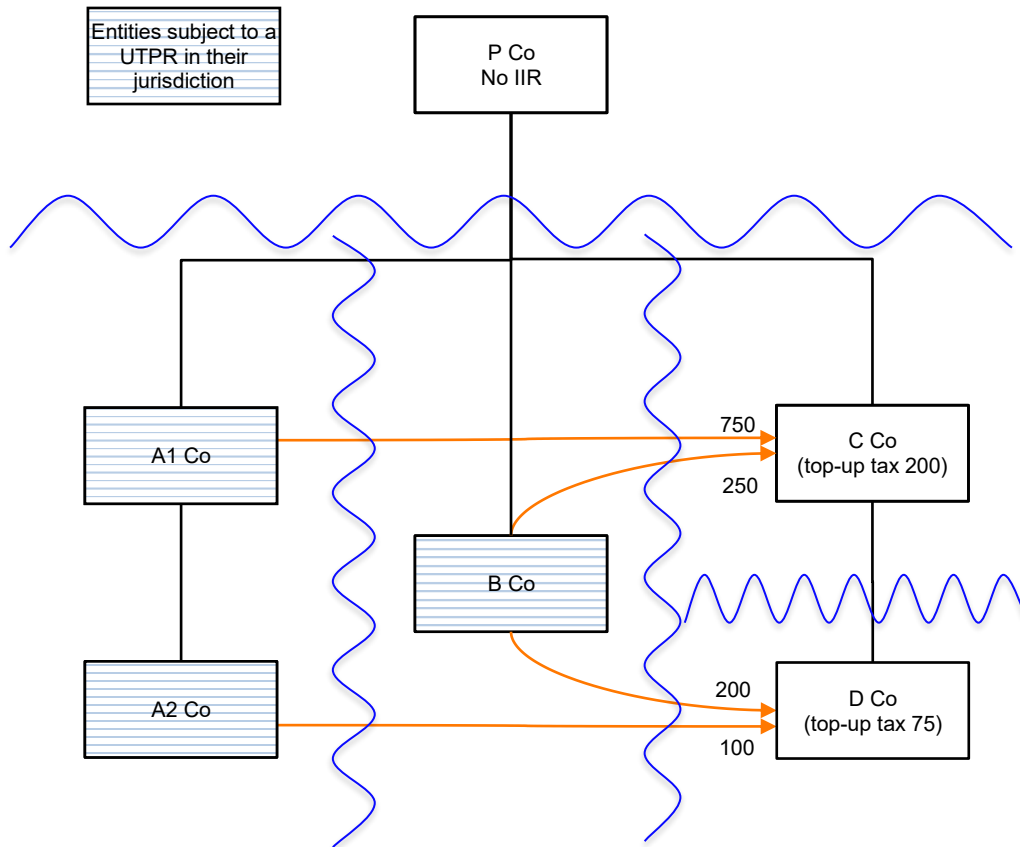 Entities subject to a
UTPR in their
jurisdiction
P Co
No IIR
A1 Co
750
C Co
(top-up tax 200)
250
B Co
A2 Co
200
D Co
(top-up tax 75)
100